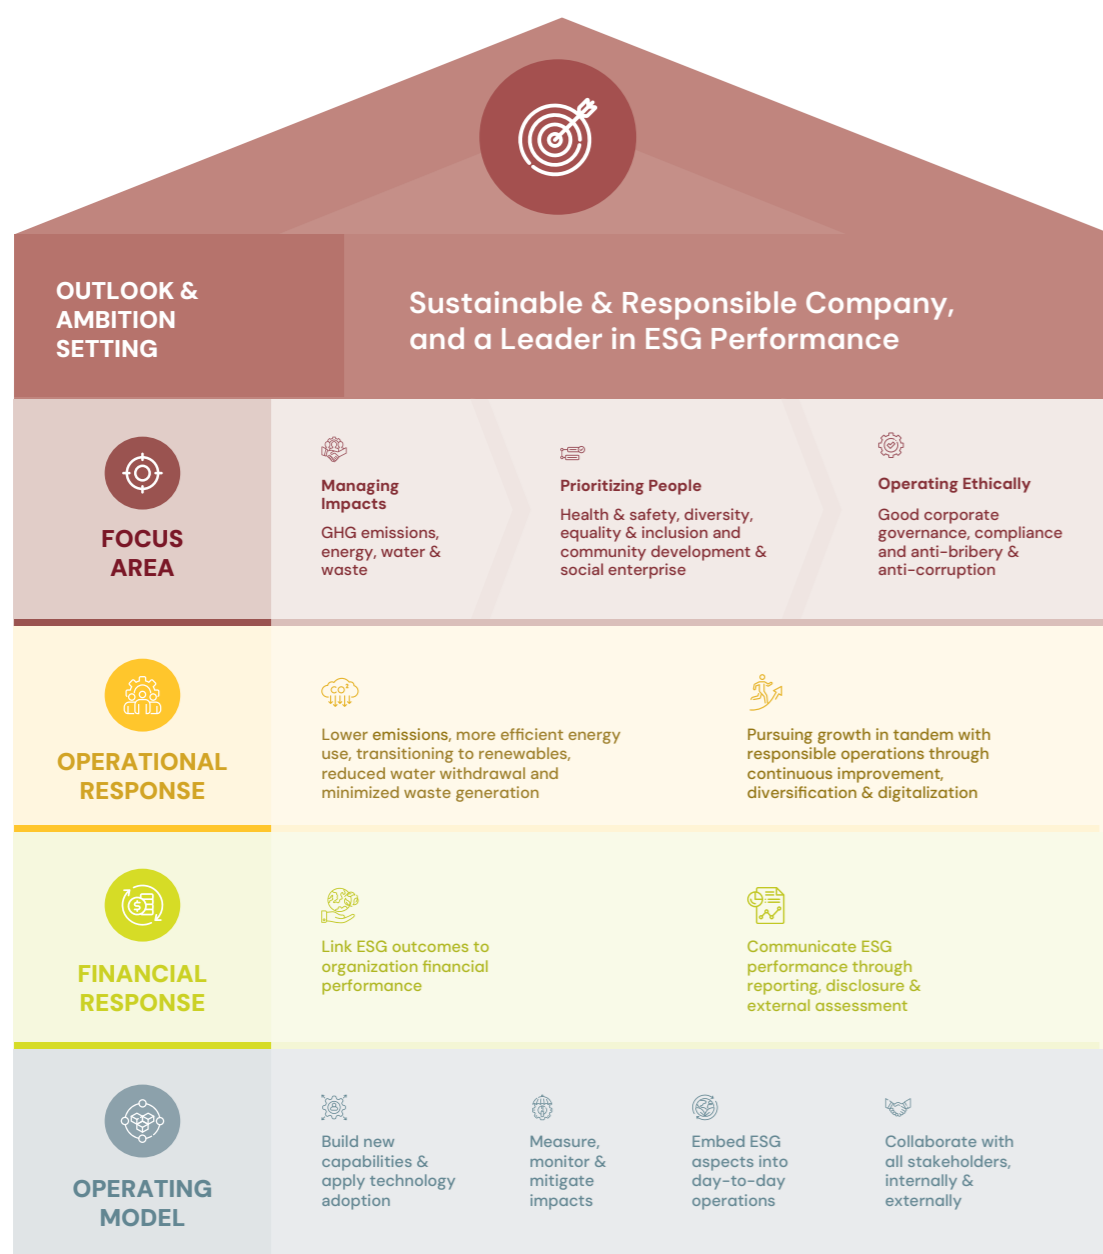 OUTLOOK &
AMBITION
SETTING
Sustainable & Responsible Company,
and a Leader in ESG Performance
FOCUS
AREA
Managing
Impacts
GHG emissions,
energy, water &
waste
Prioritizing People
Health & safety, diversity,
equality & inclusion and
community development &
social enterprise
Operating Ethically
Good corporate
governance, compliance
and anti-bribery &
anti-corruption
OPERATIONAL
RESPONSE
CO²
Lower emissions, more efficient energy
use, transitioning to renewables,
reduced water withdrawal and
minimized waste generation
Pursuing growth in tandem with
responsible operations through
continuous improvement,
diversification & digitalization
$
FINANCIAL
RESPONSE
Link ESG outcomes to
organization financial
performance
Communicate ESG
performance through
reporting, disclosure &
external assessment
OPERATING
MODEL
Build new
capabilities &
apply technology
adoption
Measure,
monitor &
mitigate
impacts
Embed ESG
aspects into
day-to-day
operations
Collaborate with
all stakeholders,
internally &
externally